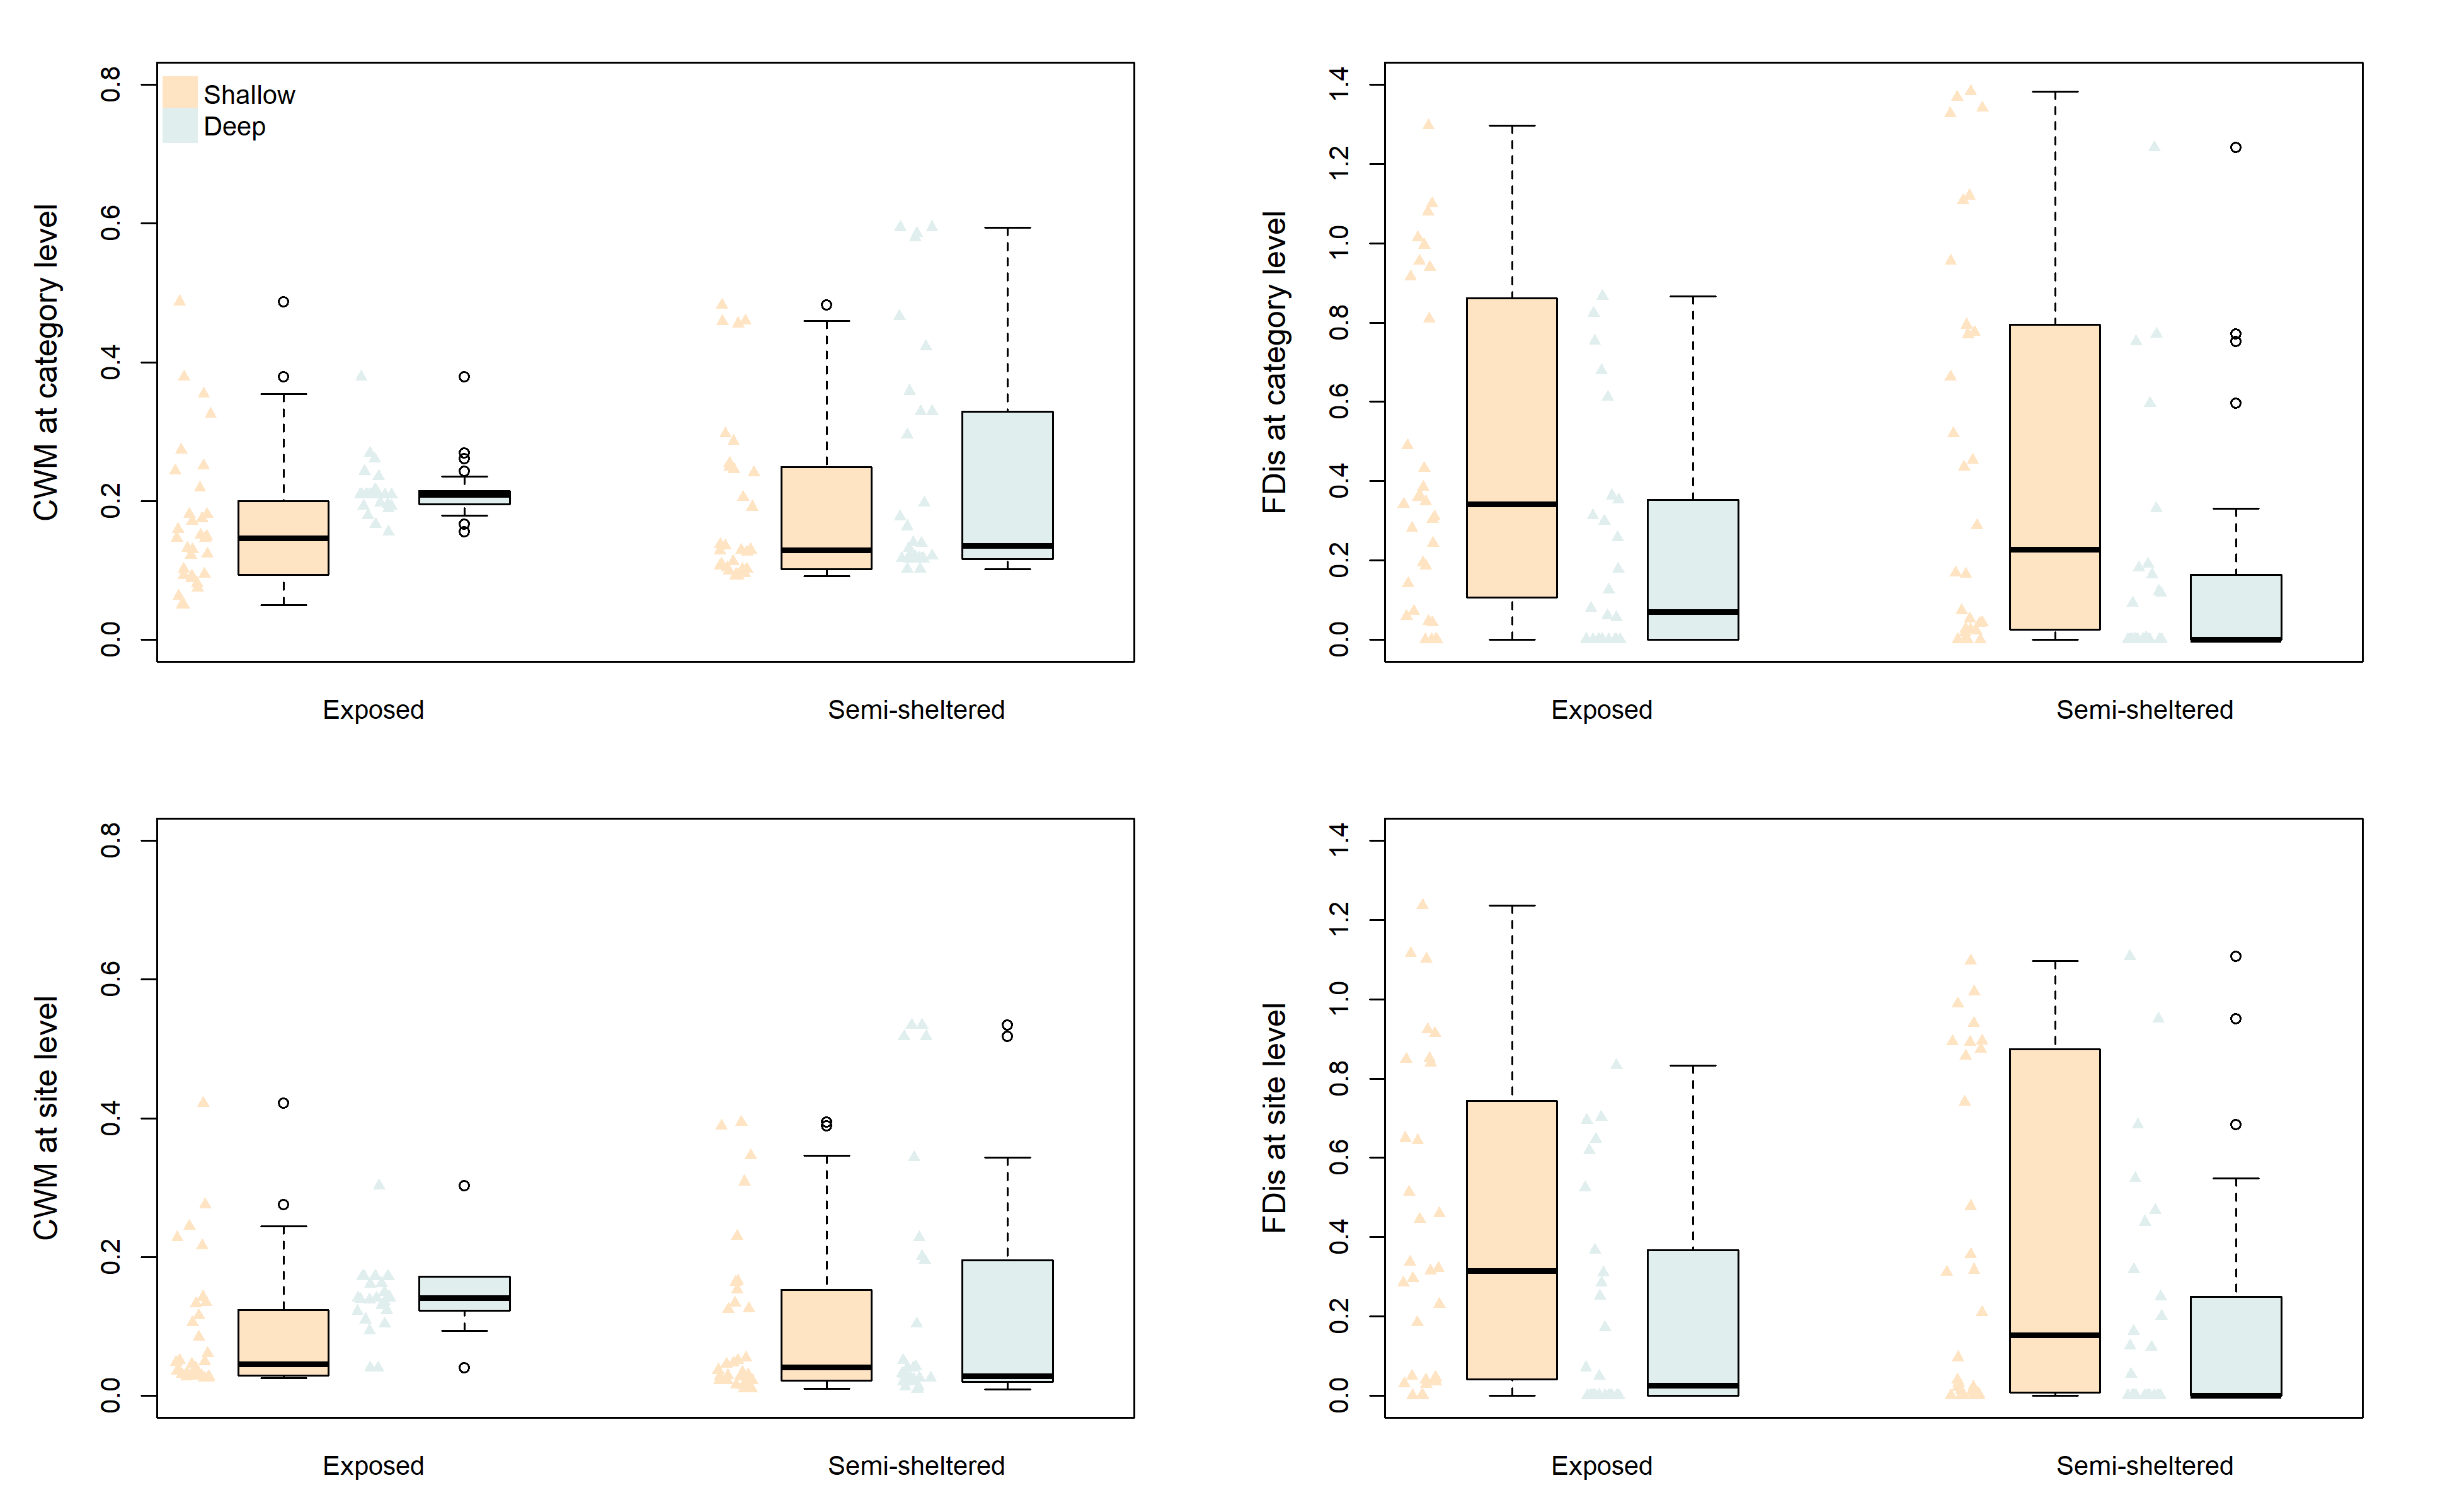 CWM at category level
0.0 0.2 0.4 0.6 0.8
Shallow
Deep
Exposed Semi-sheltered
FDis at category level
0.0 0.2 0.4 0.6 0.8 1.0 1.2 1.4
Exposed Semi-sheltered
CWM at site level
0.0 0.2 0.4 0.6 0.8
Exposed Semi-sheltered
FDis at site level
0.0 0.2 0.4 0.6 0.8 1.0 1.2 1.4
Exposed Semi-sheltered